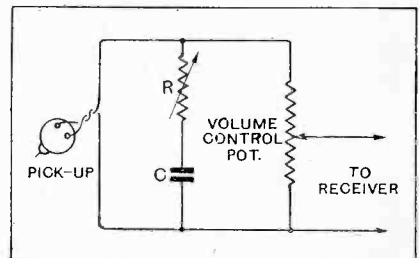 R
VOLUME
CONTROL
POT.
PICK-UP
C
TO
RECEIVER